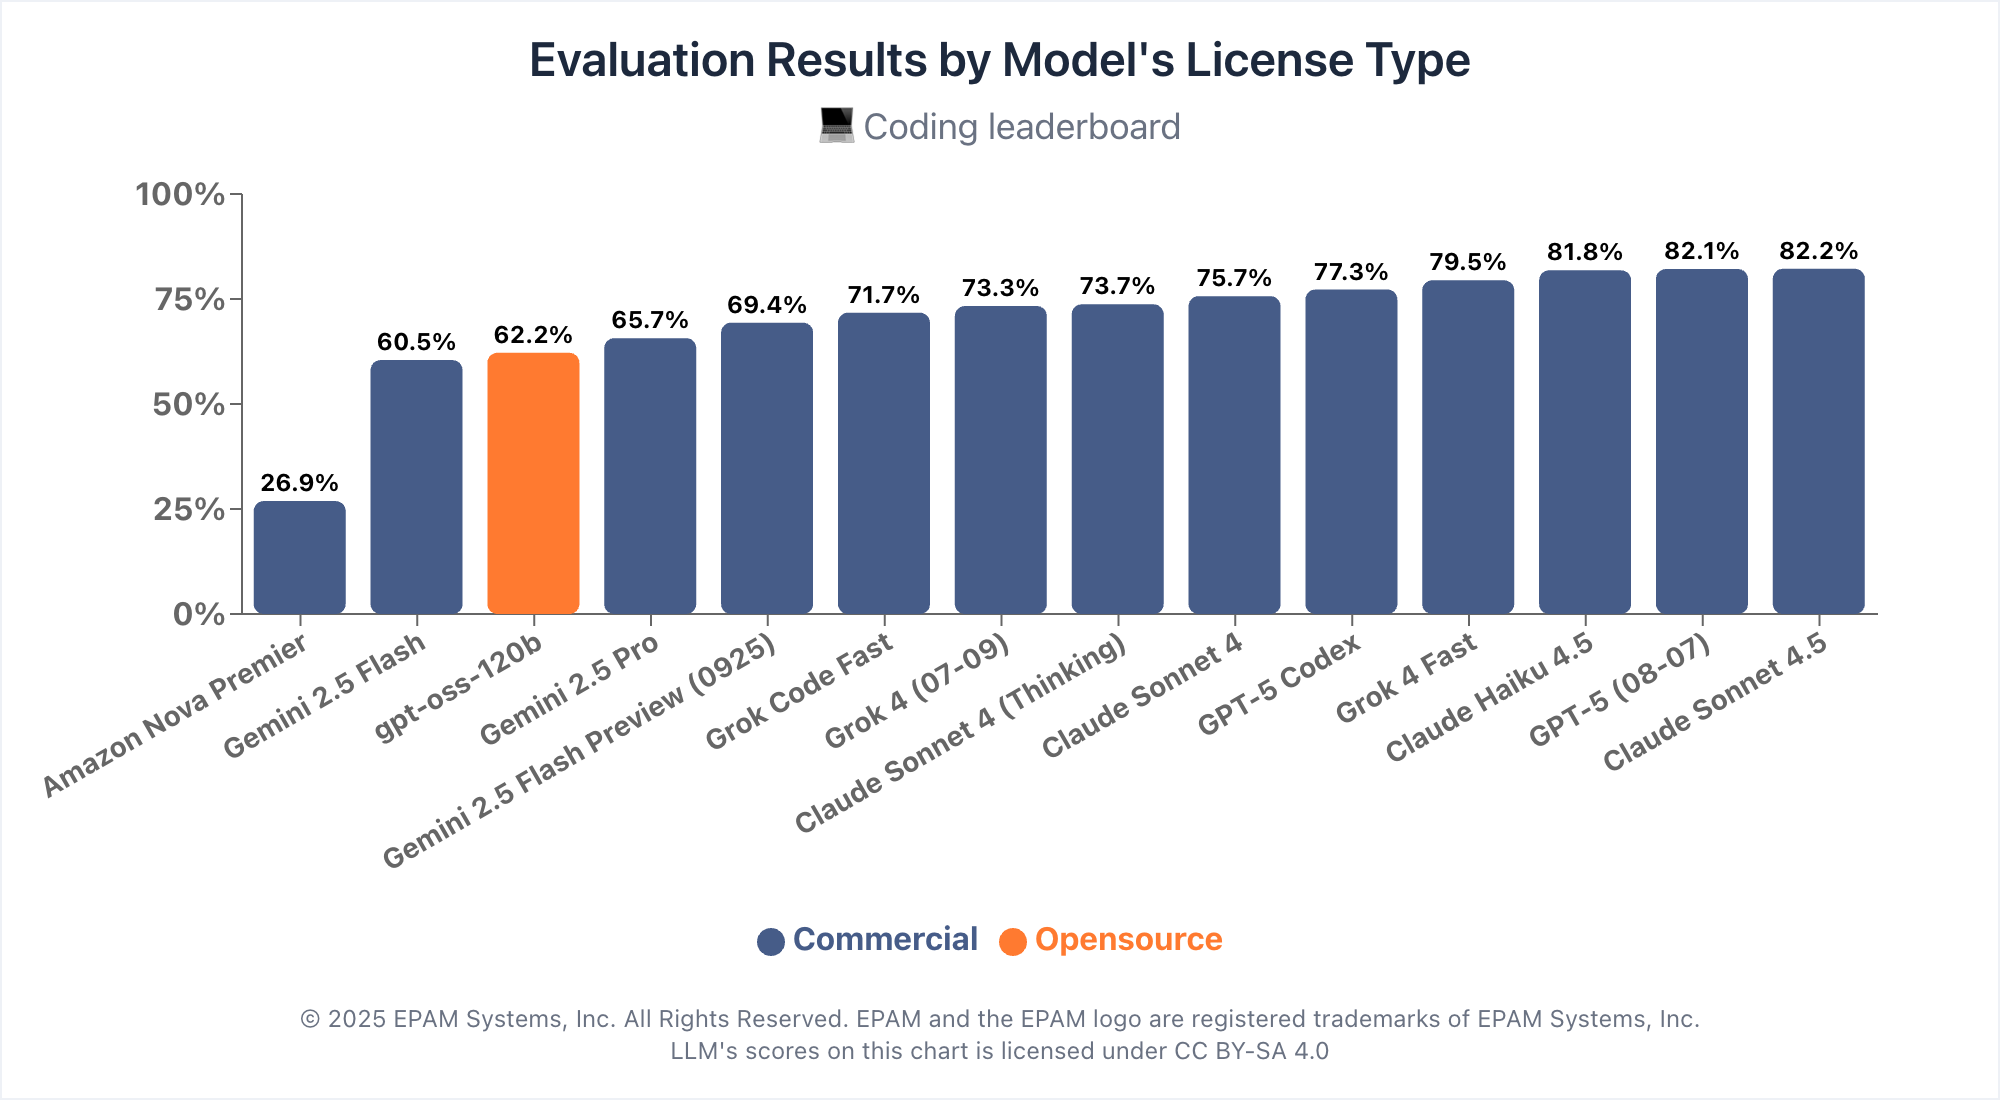 Evaluation Results by Model's License Type
💻 Coding leaderboard
100%
75%
50%
25%
0%
26.9%
60.5%
62.2%
65.7%
69.4%
71.7%
73.3%
73.7%
75.7%
77.3%
79.5%
81.8%
82.1%
82.2%
Amazon Nova Premier
Gemini 2.5 Flash
gpt-oss-120b
Gemini 2.5 Pro
Gemini 2.5 Flash Preview (0925)
Grok Code Fast
Grok 4 (07-09)
Claude Sonnet 4 (Thinking)
Claude Sonnet 4
GPT-5 Codex
Grok 4 Fast
Claude Haiku 4.5
GPT-5 (08-07)
Claude Sonnet 4.5
Commercial Opensource
© 2025 EPAM Systems, Inc. All Rights Reserved. EPAM and the EPAM logo are registered trademarks of EPAM Systems, Inc.
LLM's scores on this chart is licensed under CC BY-SA 4.0